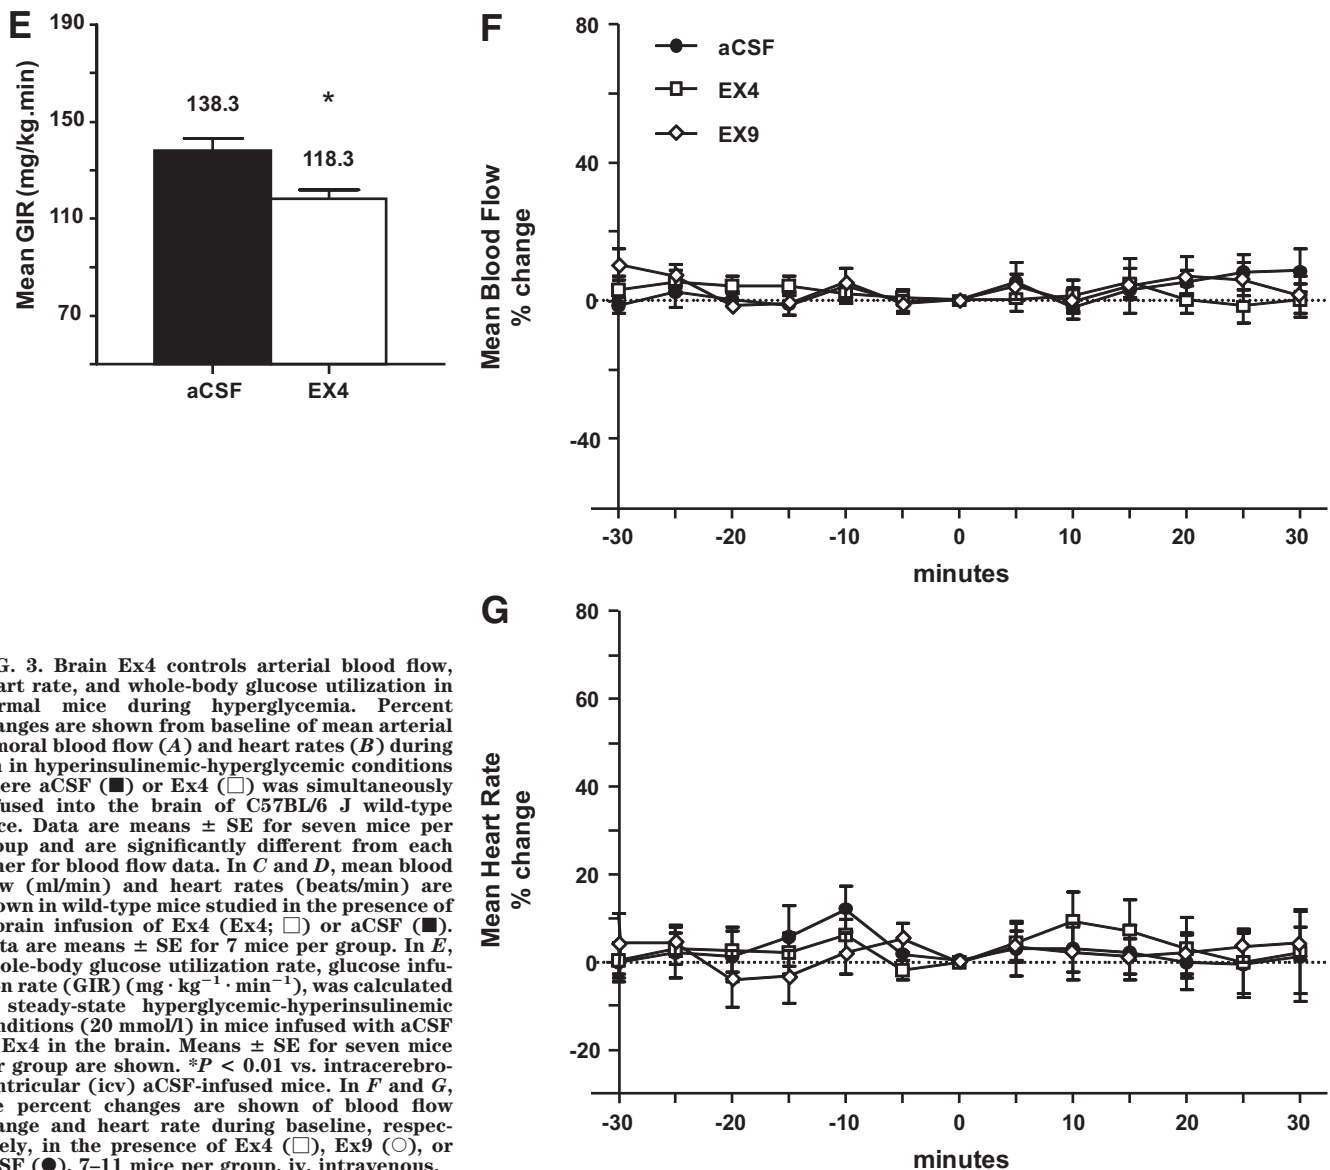 E
190
150
110
70
Mean GIR (mg/kg.min)
138.3
*
118.3
aCSF
EX4
F
80
40
0
-40
Mean Blood Flow
% change
aCSF
EX4
EX9
-30
-20
-10
0
10
20
30
minutes
G
80
60
40
20
0
-20
Mean Heart Rate
% change
-30
-20
-10
0
10
20
30
minutes
G. 3. Brain Ex4 controls arterial blood flow,
art rate, and whole-body glucose utilization in
rmal mice during hyperglycemia. Percent
anges are shown from baseline of mean arterial
moral blood flow (A) and heart rates (B) during
in hyperinsulinemic-hyperglycemic conditions
ere aCSF (■) or Ex4 (□) was simultaneously
fused into the brain of C57BL/6 J wild-type
ce. Data are means ± SE for seven mice per
oup and are significantly different from each
her for blood flow data. In C and D, mean blood
w (ml/min) and heart rates (beats/min) are
own in wild-type mice studied in the presence of
brain infusion of Ex4 (Ex4; □) or aCSF (■).
ta are means ± SE for 7 mice per group. In E,
ole-body glucose utilization rate, glucose infu-
on rate (GIR) (mg · kg⁻¹ · min⁻¹), was calculated
steady-state hyperglycemic-hyperinsulinemic
nditions (20 mmol/l) in mice infused with aCSF
Ex4 in the brain. Means ± SE for seven mice
r group are shown. *P < 0.01 vs. intracerebro-
ntricular (icv) aCSF-infused mice. In F and G,
e percent changes are shown of blood flow
ange and heart rate during baseline, respec-
ely, in the presence of Ex4 (□), Ex9 (○), or
SF (●). 7–11 mice per group. iv, intravenous.